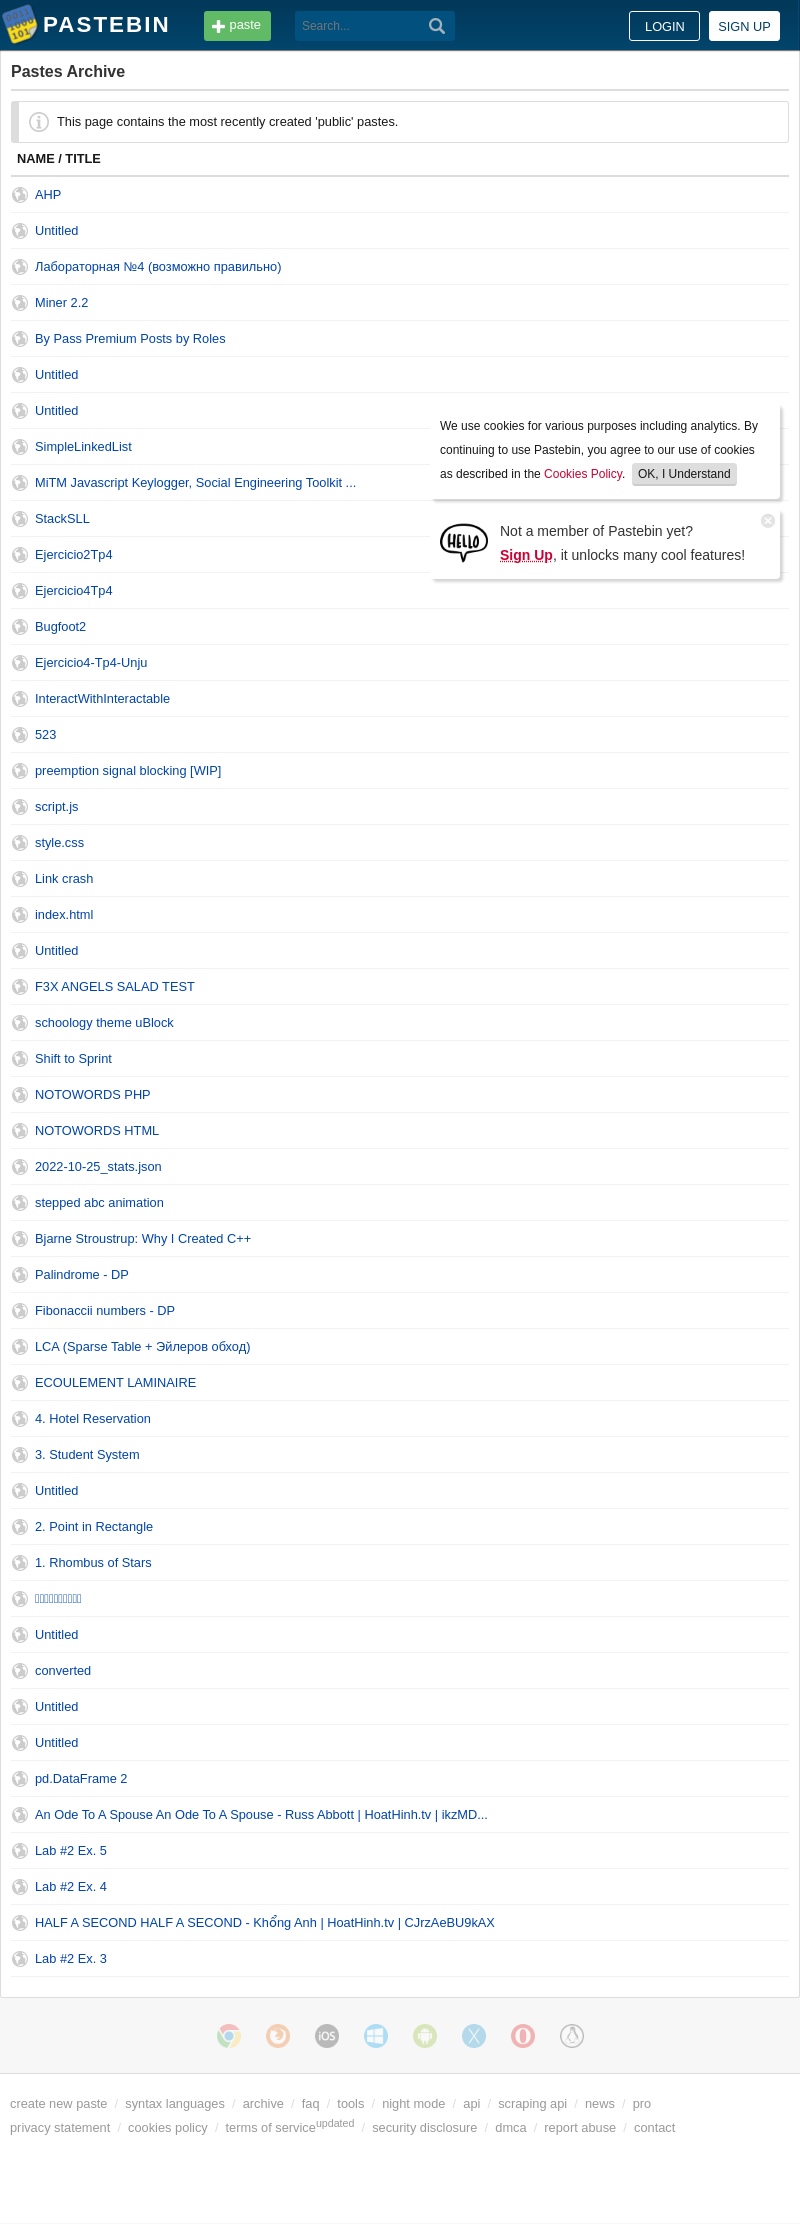 PASTEBIN
paste
Search...
LOGIN
SIGN UP
Pastes Archive
This page contains the most recently created 'public' pastes.
NAME / TITLE
AHP
Untitled
Лабораторная №4 (возможно правильно)
Miner 2.2
By Pass Premium Posts by Roles
Untitled
Untitled
SimpleLinkedList
MiTM Javascript Keylogger, Social Engineering Toolkit ...
StackSLL
Ejercicio2Tp4
Ejercicio4Tp4
We use cookies for various purposes including analytics. By
continuing to use Pastebin, you agree to our use of cookies
as described in the Cookies Policy. OK, I Understand
HELLO
Not a member of Pastebin yet?
Sign Up, it unlocks many cool features!
Bugfoot2
Ejercicio4-Tp4-Unju
InteractWithInteractable
523
preemption signal blocking [WIP]
script.js
style.css
Link crash
index.html
Untitled
F3X ANGELS SALAD TEST
schoology theme uBlock
Shift to Sprint
NOTOWORDS PHP
NOTOWORDS HTML
2022-10-25_stats.json
stepped abc animation
Bjarne Stroustrup: Why I Created C++
Palindrome - DP
Fibonaccii numbers - DP
LCA (Sparse Table + Эйлеров обход)
ECOULEMENT LAMINAIRE
4. Hotel Reservation
3. Student System
Untitled
2. Point in Rectangle
1. Rhombus of Stars
Untitled
converted
Untitled
Untitled
pd.DataFrame 2
An Ode To A Spouse An Ode To A Spouse - Russ Abbott | HoatHinh.tv | ikzMD...
Lab #2 Ex. 5
Lab #2 Ex. 4
HALF A SECOND HALF A SECOND - Khổng Anh | HoatHinh.tv | CJrzAeBU9kAX
Lab #2 Ex. 3
iOS
create new paste / syntax languages / archive / faq / tools / night mode / api / scraping api / news / pro
privacy statement / cookies policy / terms of serviceupdated / security disclosure / dmca / report abuse / contact